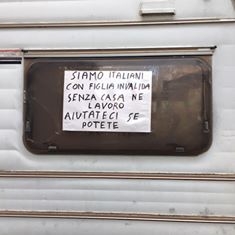 SIAMO ITALIANI
CON FIGLIA INVALIDA
SENZA CASA NE
LAVORO
AIUTATECI SE
POTETE